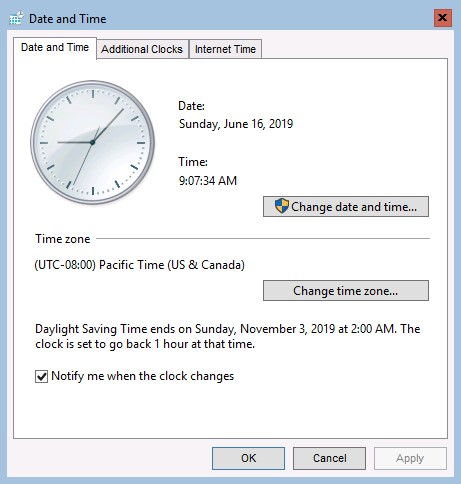 Date and Time
Date and Time
Additional Clocks
Internet Time
Date:
Sunday, June 16, 2019
Time:
9:07:34 AM
Change date and time...
Time zone
(UTC-08:00) Pacific Time (US & Canada)
Change time zone...
Daylight Saving Time ends on Sunday, November 3, 2019 at 2:00 AM. The
clock is set to go back 1 hour at that time.
Notify me when the clock changes
OK
Cancel
Apply